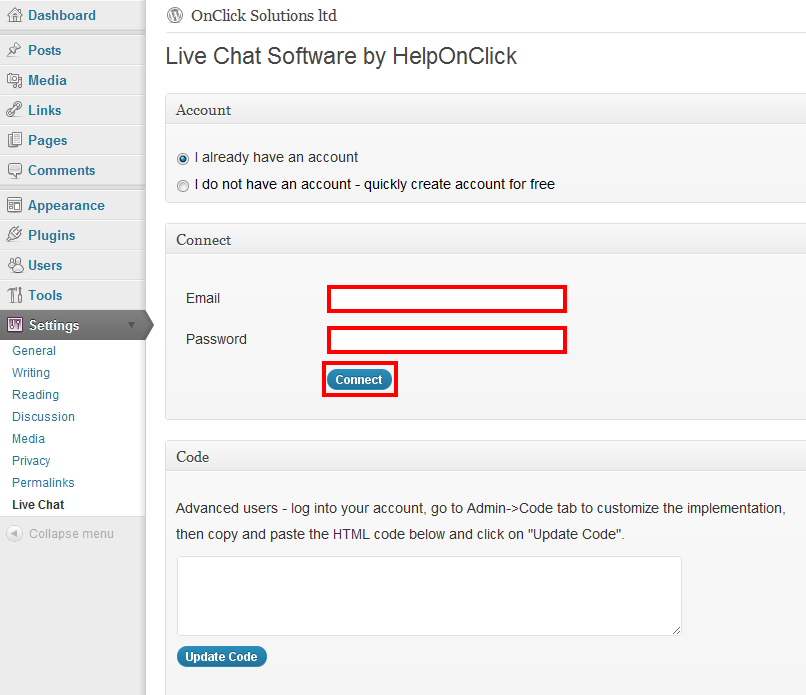 Dashboard
Posts
Media
Links
Pages
Comments
Appearance
Plugins
Users
Tools
Settings
General
Writing
Reading
Discussion
Media
Privacy
Permalinks
Live Chat
Collapse menu
OnClick Solutions ltd
Live Chat Software by HelpOnClick
Account
I already have an account
I do not have an account - quickly create account for free
Connect
Email
Password
Connect
Code
Advanced users - log into your account, go to Admin->Code tab to customize the implementation,
then copy and paste the HTML code below and click on "Update Code".
Update Code